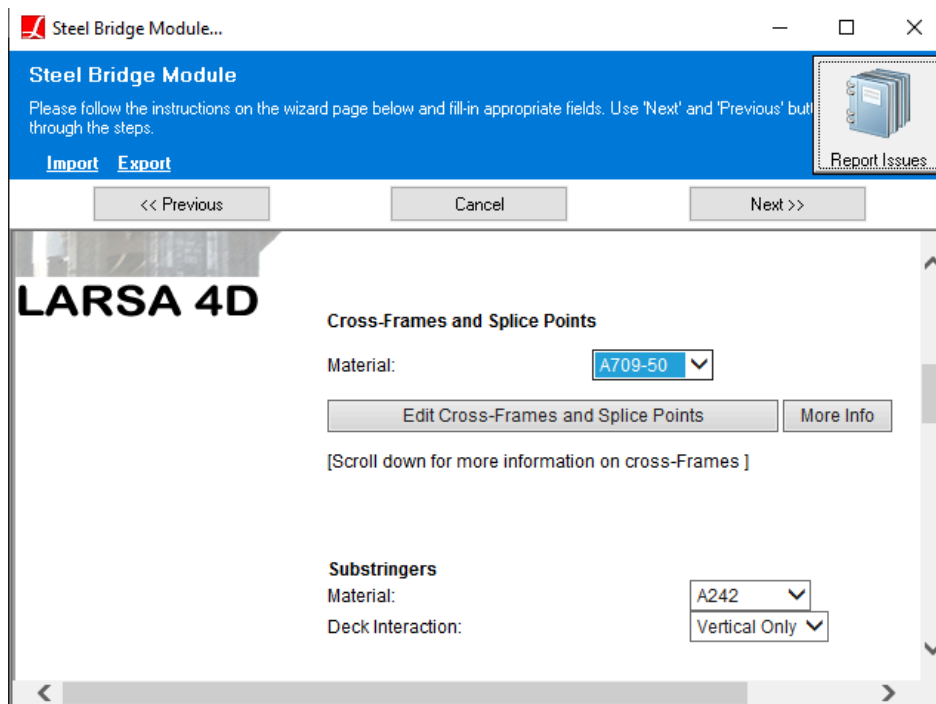 Steel Bridge Module...
Steel Bridge Module
Please follow the instructions on the wizard page below and fill-in appropriate fields. Use 'Next' and 'Previous'
through the steps.
Import Export
Report Issues
<< Previous Cancel Next >>
LARSA 4D
Cross-Frames and Splice Points
Material: A709-50
Edit Cross-Frames and Splice Points More Info
[Scroll down for more information on cross-Frames ]
Substringers
Material: A242
Deck Interaction: Vertical Only